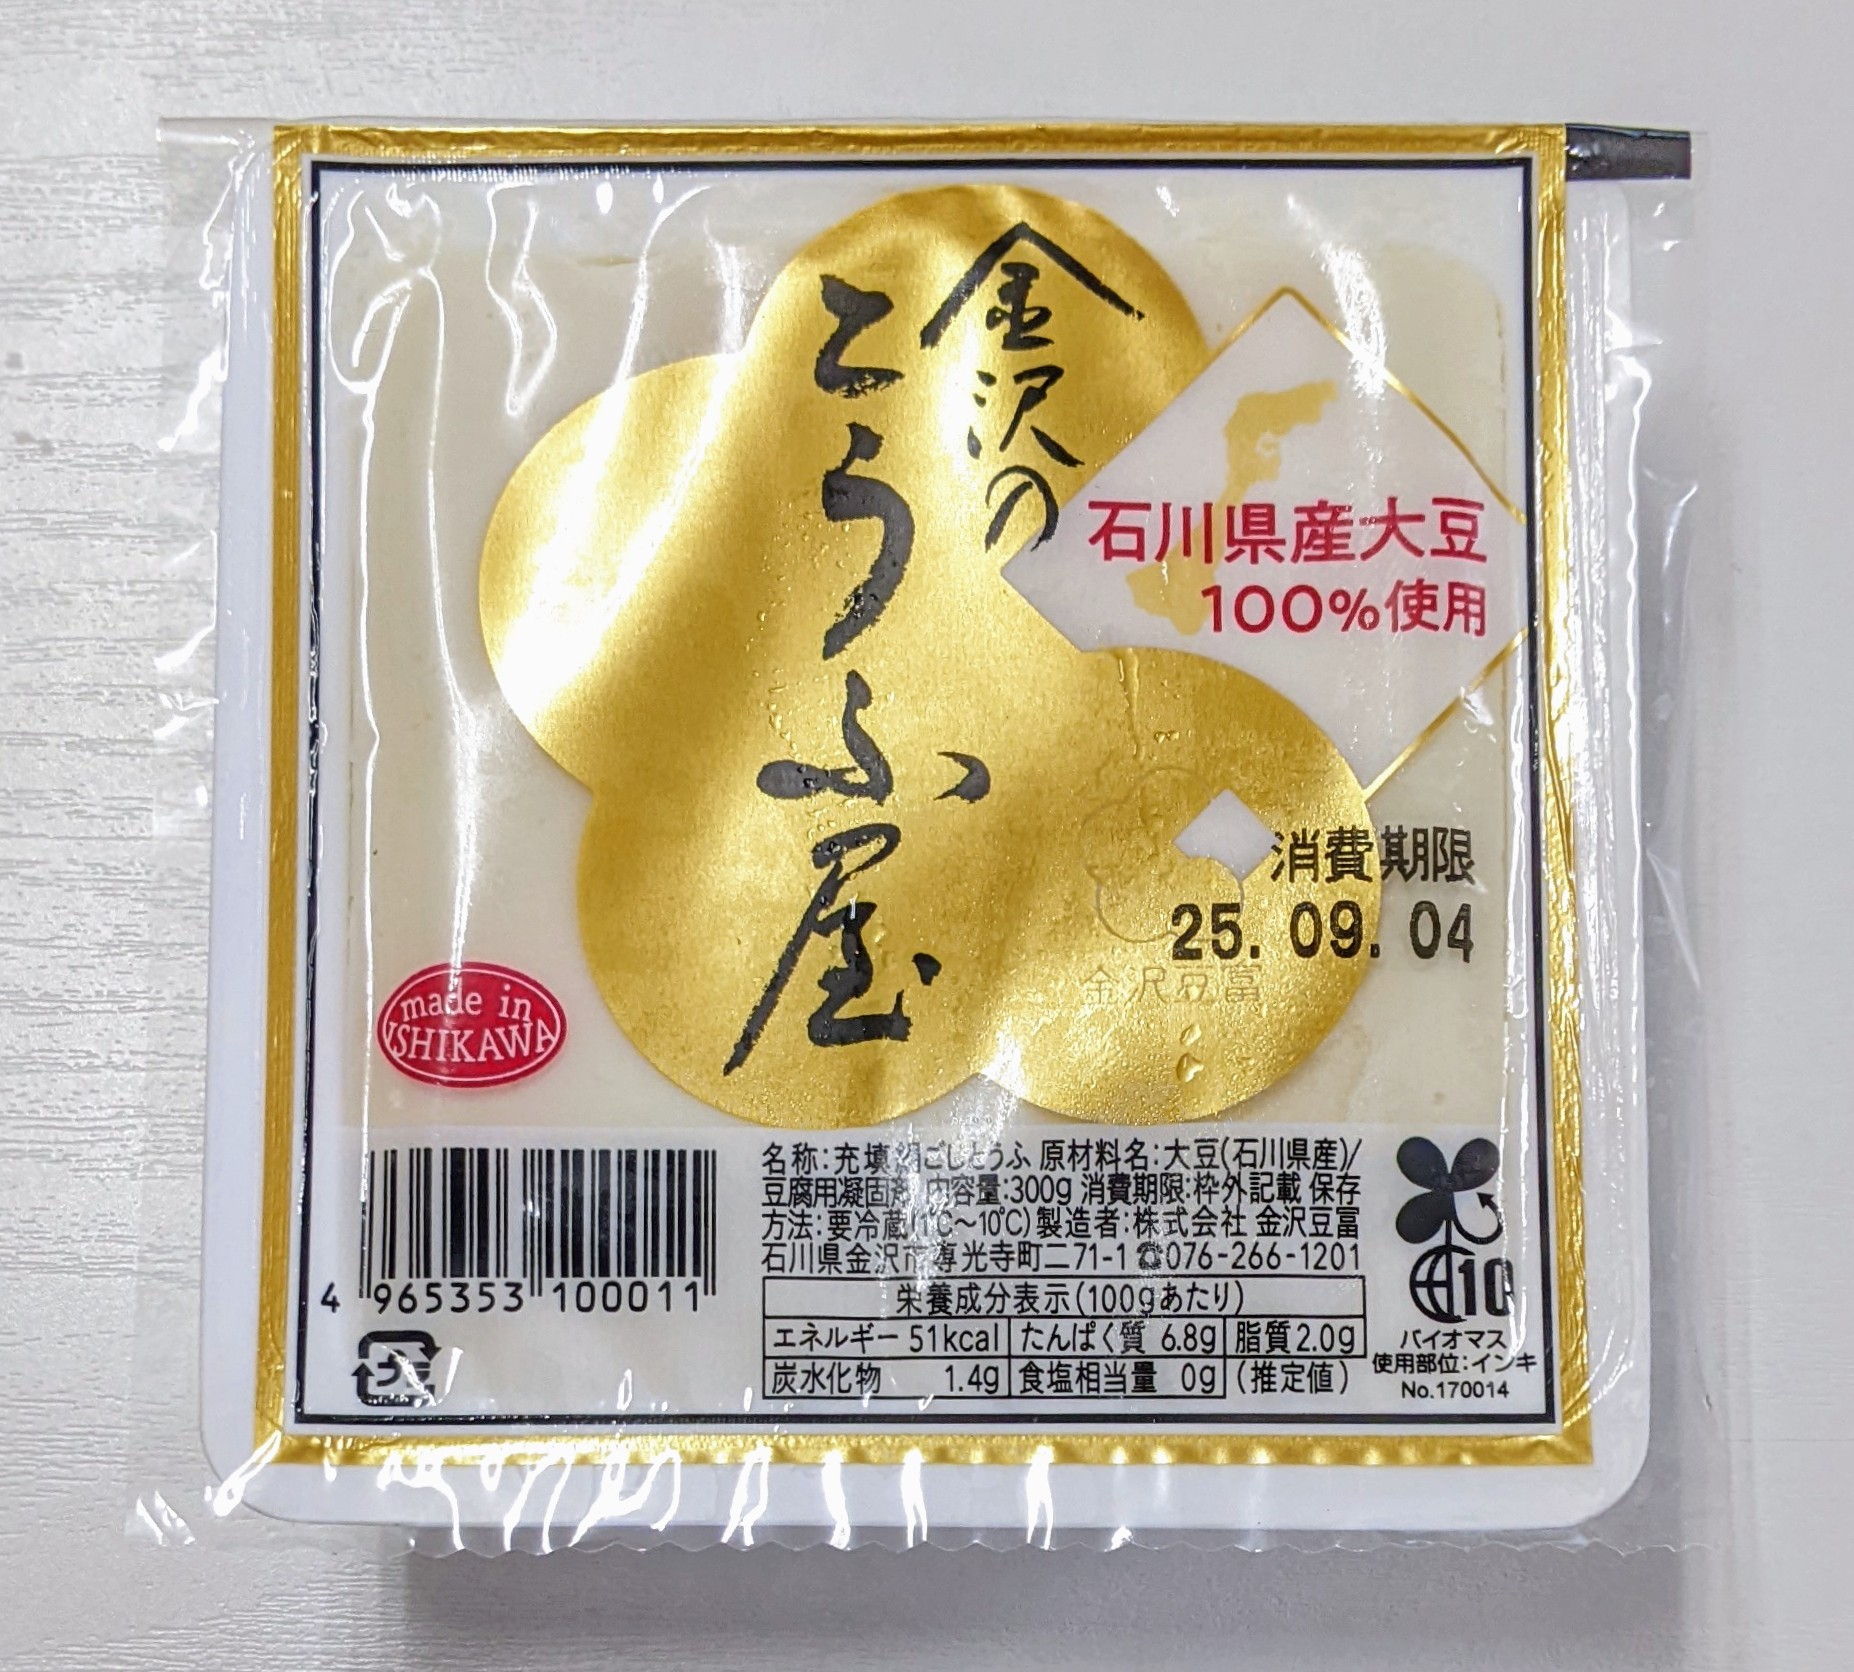 金沢の
とうふ屋
石川県産大豆
100%使用
消費期限
25. 09. 04
金沢豆冨
made in
ISHIKAWA
名称:充填絹ごしとうふ 原材料名:大豆(石川県産)/
豆腐用凝固剤 内容量:300g 消費期限:枠外記載 保存
方法:要冷蔵(1℃〜10℃) 製造者:株式会社 金沢豆冨
石川県金沢市専光寺町ニ71-1 ☎076-266-1201
栄養成分表示(100gあたり)
エネルギー 51kcal たんぱく質 6.8g 脂質2.0g
炭水化物 1.4g 食塩相当量 0g (推定値)
4 965353 100011
プラ
10
バイオマス
使用部位:インキ
No.170014